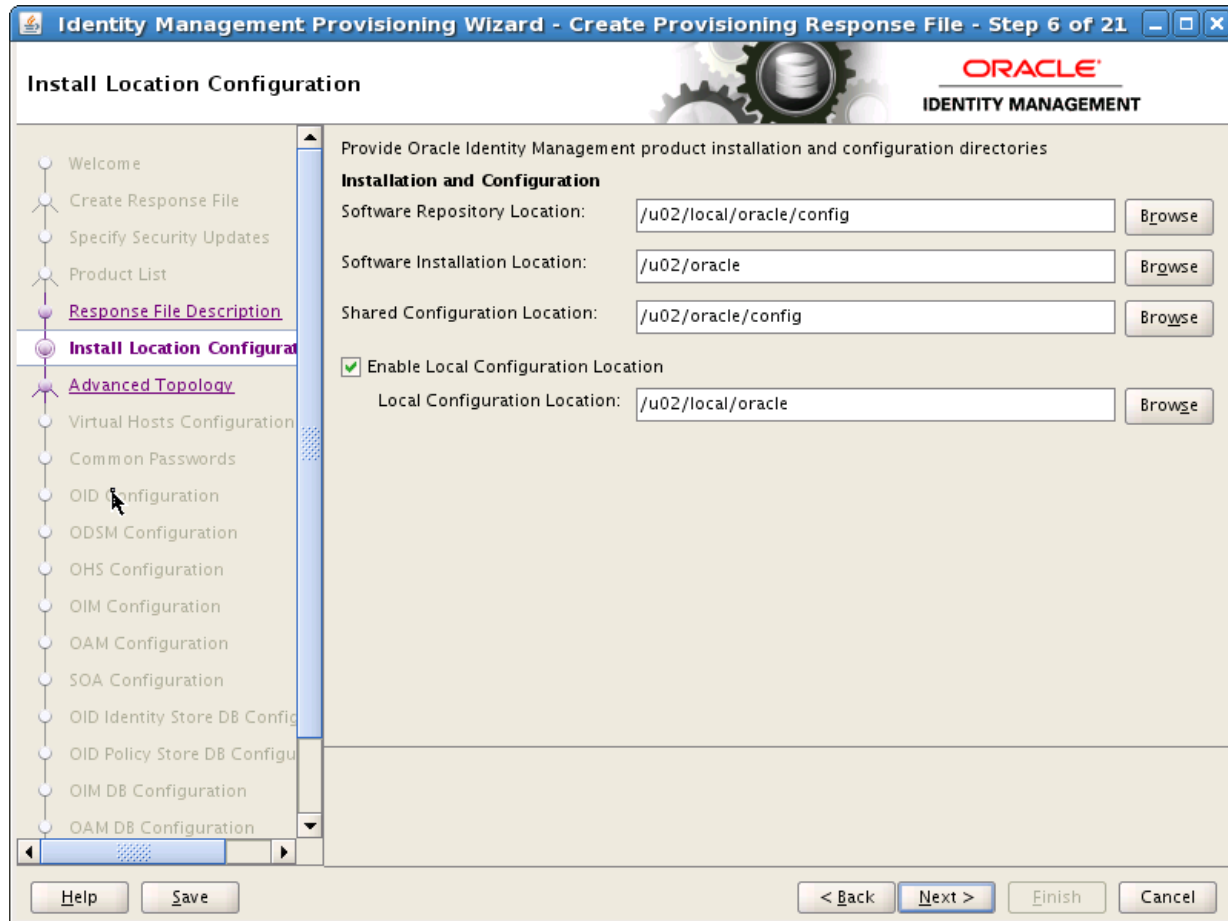 Identity Management Provisioning Wizard - Create Provisioning Response File - Step 6 of 21
Install Location Configuration
ORACLE
IDENTITY MANAGEMENT
Welcome
Create Response File
Specify Security Updates
Product List
Response File Description
Install Location Configurat
Advanced Topology
Virtual Hosts Configuration
Common Passwords
OID Configuration
ODSM Configuration
OHS Configuration
OIM Configuration
OAM Configuration
SOA Configuration
OID Identity Store DB Config
OID Policy Store DB Configu
OIM DB Configuration
OAM DB Configuration
Provide Oracle Identity Management product installation and configuration directories
Installation and Configuration
Software Repository Location: /u02/local/oracle/config Browse
Software Installation Location: /u02/oracle Browse
Shared Configuration Location: /u02/oracle/config Browse
Enable Local Configuration Location
Local Configuration Location: /u02/local/oracle Browse
Help Save < Back Next > Finish Cancel